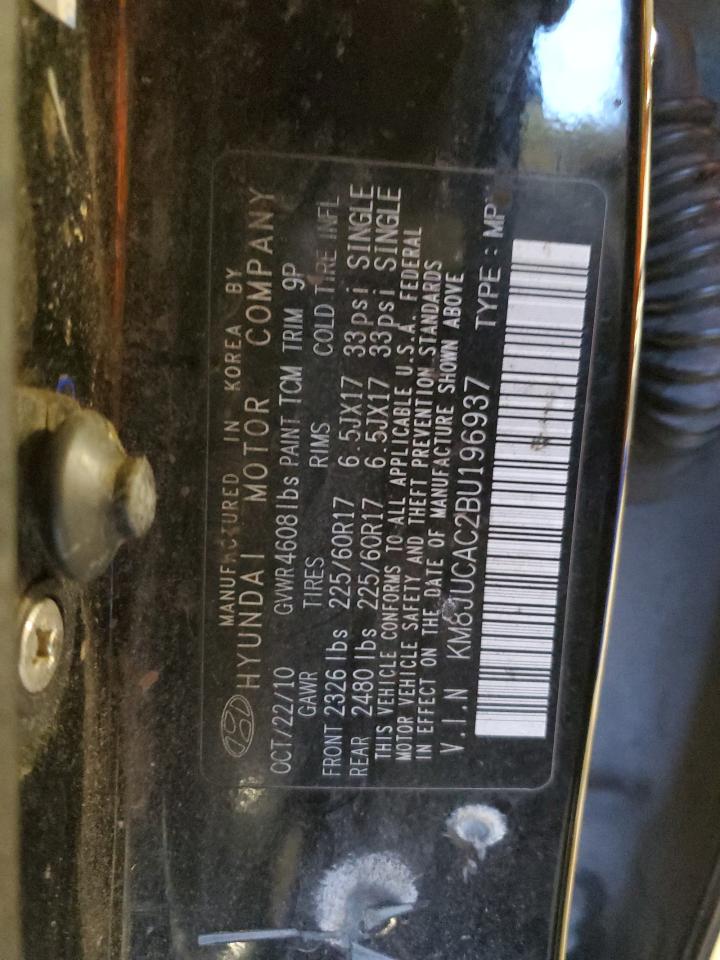 MANUFACTURED IN KOREA BY
HYUNDAI MOTOR COMPANY
OCT/22/10 GVWR4608lbs PAINT TCM TRIM 9P
GAWR TIRES RIMS COLD TIRE INFL
FRONT 2326 lbs 225/60R17 6.5JX17 33psi SINGLE
REAR 2480 lbs 225/60R17 6.5JX17 33psi SINGLE
THIS VEHICLE CONFORMS TO ALL APPLICABLE U.S.A. FEDERAL
MOTOR VEHICLE SAFETY AND THEFT PREVENTION STANDARDS
IN EFFECT ON THE DATE OF MANUFACTURE SHOWN ABOVE
V.I.N KM8JUCAC2BU196937 TYPE : MP